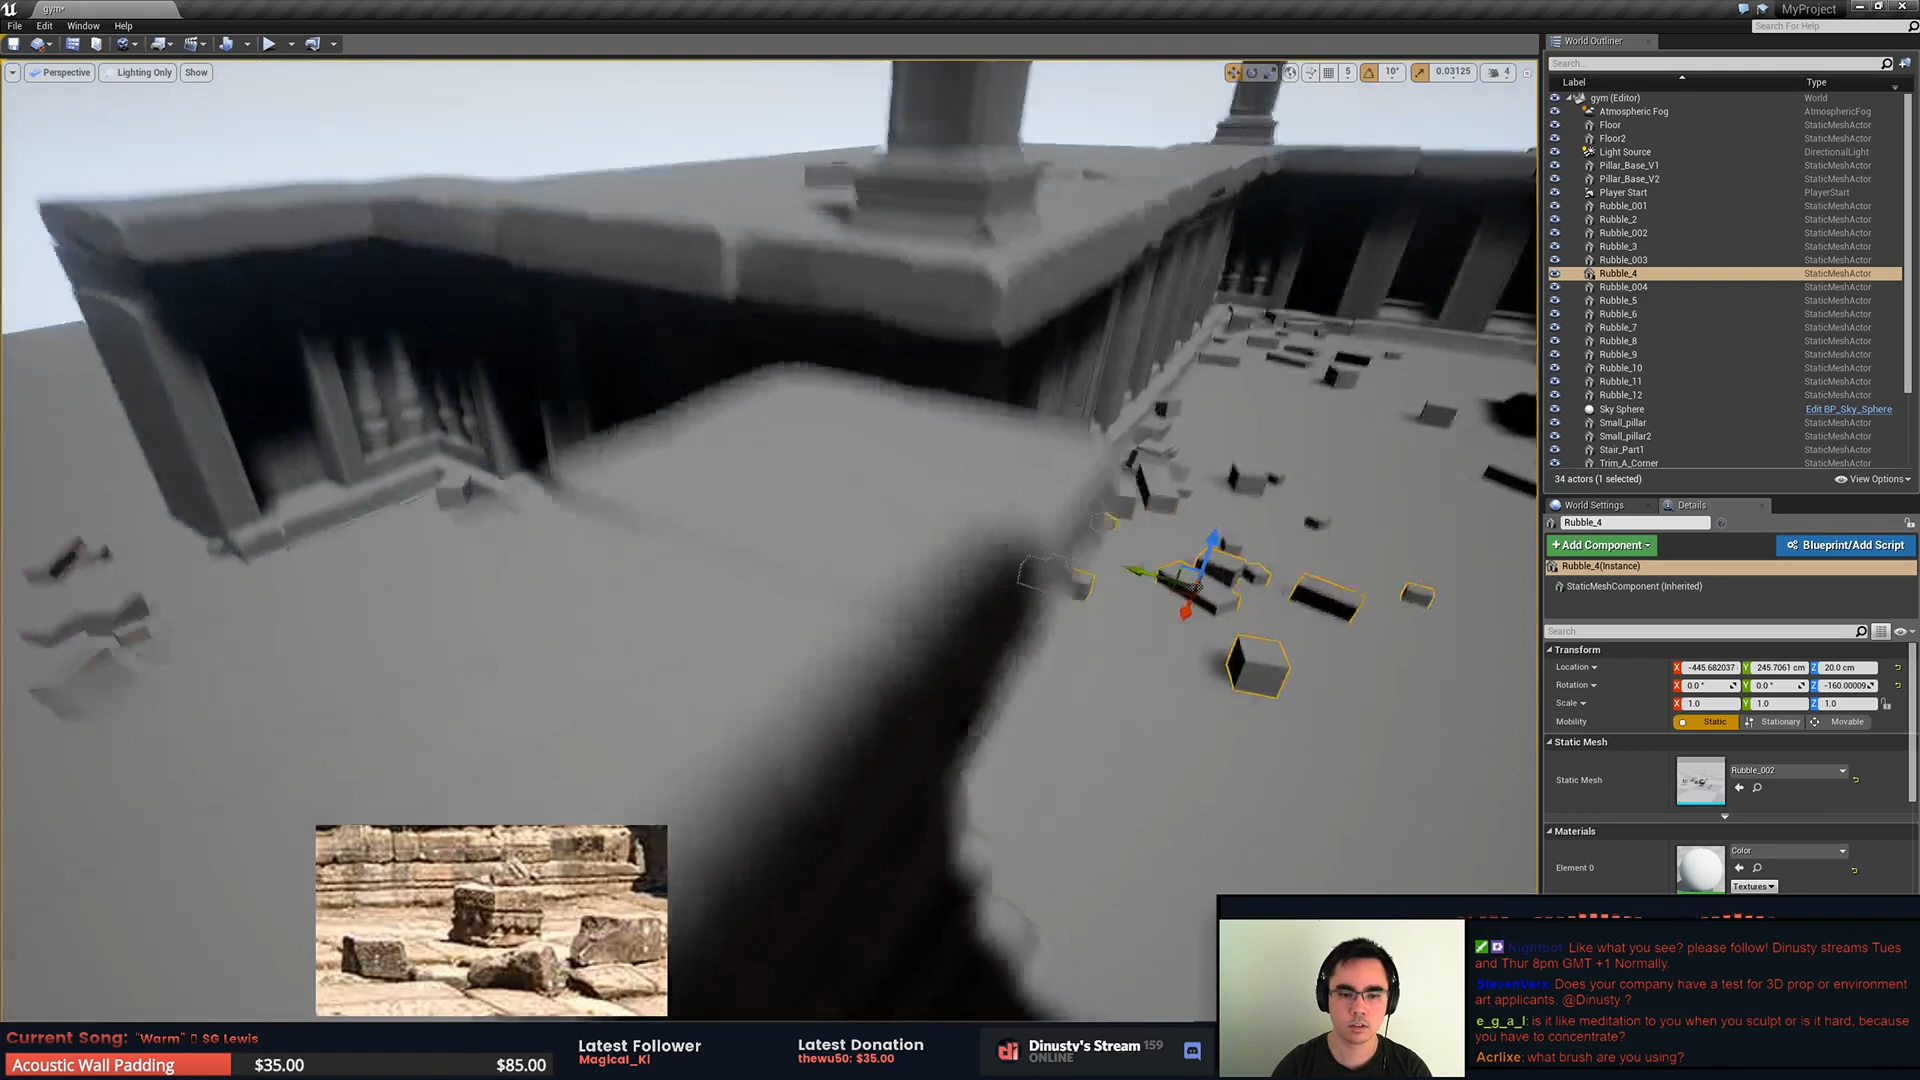 gym*
MyProject
File Edit Window Help
Search For Help
Perspective Lighting Only Show
5 10° 0.03125 4
World Outliner
Search...
Label Type
gym (Editor) World
Atmospheric Fog AtmosphericFog
Floor StaticMeshActor
Floor2 StaticMeshActor
Light Source DirectionalLight
Pillar_Base_V1 StaticMeshActor
Pillar_Base_V2 StaticMeshActor
Player Start PlayerStart
Rubble_001 StaticMeshActor
Rubble_2 StaticMeshActor
Rubble_002 StaticMeshActor
Rubble_3 StaticMeshActor
Rubble_003 StaticMeshActor
Rubble_4 StaticMeshActor
Rubble_004 StaticMeshActor
Rubble_5 StaticMeshActor
Rubble_6 StaticMeshActor
Rubble_7 StaticMeshActor
Rubble_8 StaticMeshActor
Rubble_9 StaticMeshActor
Rubble_10 StaticMeshActor
Rubble_11 StaticMeshActor
Rubble_12 StaticMeshActor
Sky Sphere Edit BP_Sky_Sphere
Small_pillar StaticMeshActor
Small_pillar2 StaticMeshActor
Stair_Part1 StaticMeshActor
Trim_A_Corner StaticMeshActor
34 actors (1 selected) View Options
World Settings Details
Rubble_4
+ Add Component Blueprint/Add Script
Rubble_4(Instance)
StaticMeshComponent (Inherited)
Search
Transform
Location X -445.682037 Y 245.7061 cm Z 20.0 cm
Rotation X 0.0 ° Y 0.0 ° Z -160.00009
Scale X 1.0 Y 1.0 Z 1.0
Mobility Static Stationary Movable
Static Mesh
Static Mesh Rubble_002
Materials
Element 0 Color
Textures
Nightbot Like what you see? please follow! Dinusty streams Tues
and Thur 8pm GMT +1 Normally.
StevenVerx: Does your company have a test for 3D prop or environment
art applicants, @Dinusty ?
e_g_a_l: is it like meditation to you when you sculpt or is it hard, because
you have to concentrate?
Acrlixe: what brush are you using?
Current Song: "Warm" SG Lewis
Acoustic Wall Padding $35.00 $85.00
Latest Follower
Magical_Kl
Latest Donation
thewu50: $35.00
Dinusty's Stream 159
ONLINE